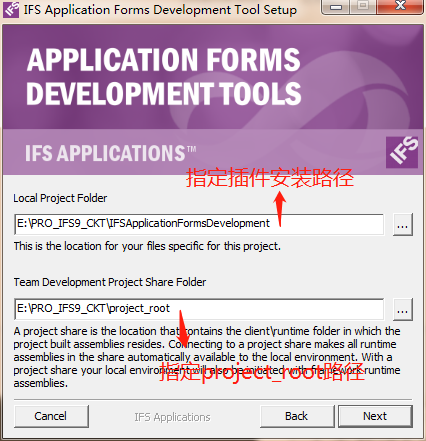 IFS Application Forms Development Tool Setup
APPLICATION FORMS
DEVELOPMENT TOOLS
IFS APPLICATIONS™
IFS
指定插件安装路径
Local Project Folder
E:\PRO_IFS9_CKT\IFSApplicationFormsDevelopment
...
This is the location for your files specific for this project.
Team Development Project Share Folder
E:\PRO_IFS9_CKT\project_root
...
A project share is the location that contains the client\runtime folder in which the
project built assemblies resides. Connecting to a project share makes all runtime
assemblies in the share automatically available to the local environment. With a
project share your local environment will also be initiated with framework runtime
assemblies.
指定project_root路径
Cancel
IFS Applications
Back
Next